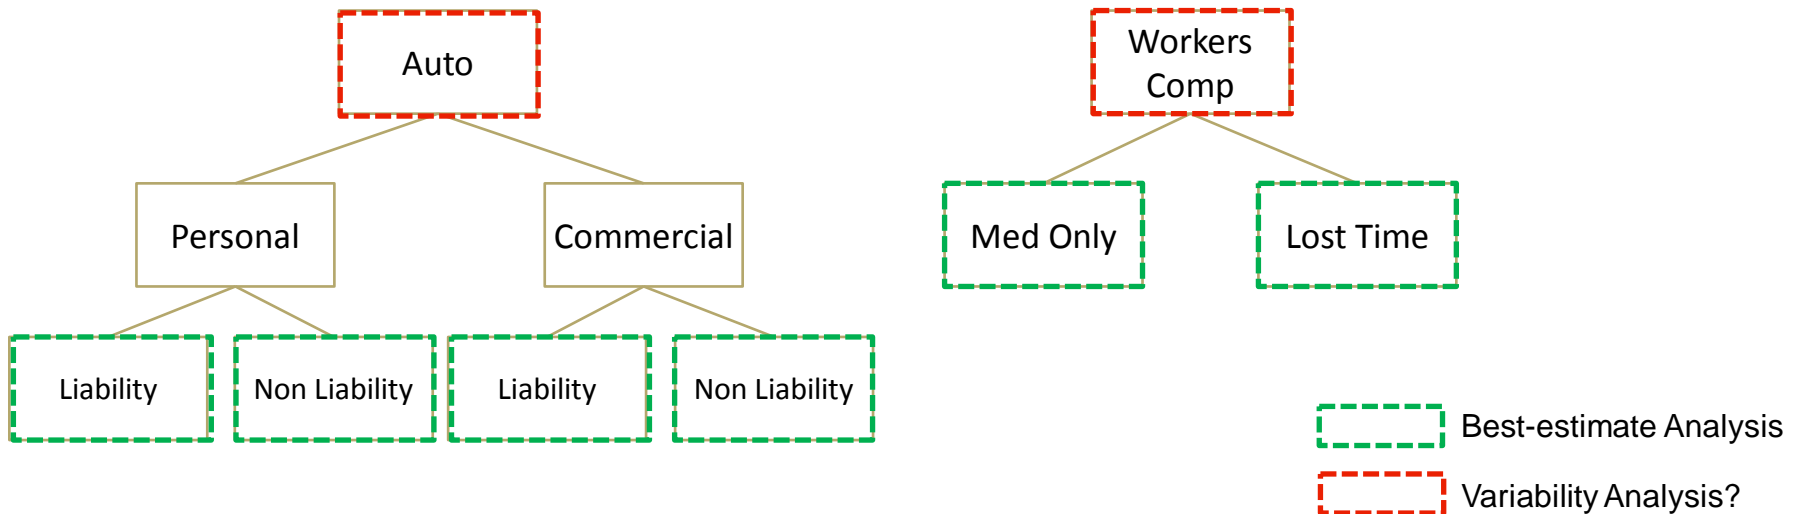 Auto
Workers
Comp
Personal
Commercial
Med Only
Lost Time
Liability
Non Liability
Liability
Non Liability
Best-estimate Analysis
Variability Analysis?